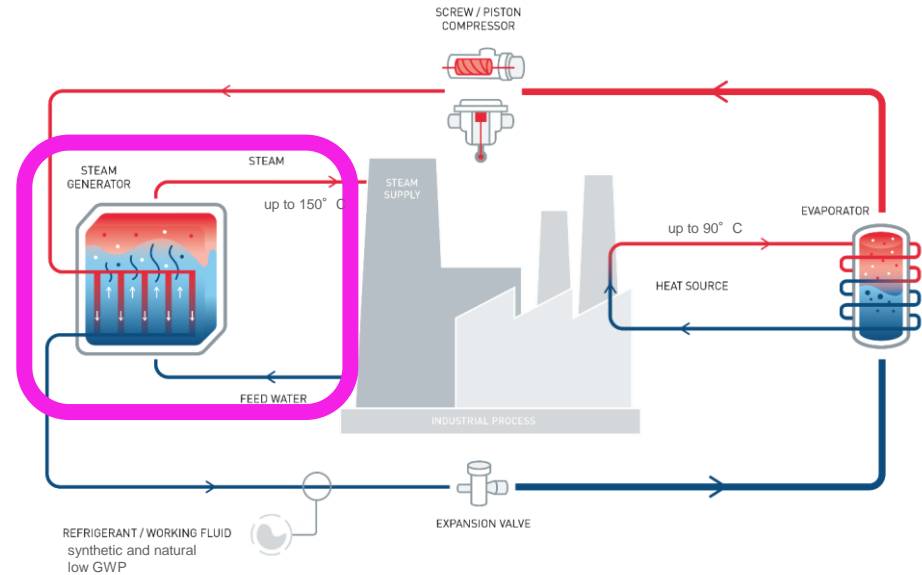 SCREW / PISTON
COMPRESSOR
STEAM
GENERATOR
STEAM
up to 150° C
STEAM
SUPPLY
EVAPORATOR
up to 90° C
HEAT SOURCE
FEED WATER
INDUSTRIAL PROCESS
EXPANSION VALVE
REFRIGERANT / WORKING FLUID
synthetic and natural
low GWP